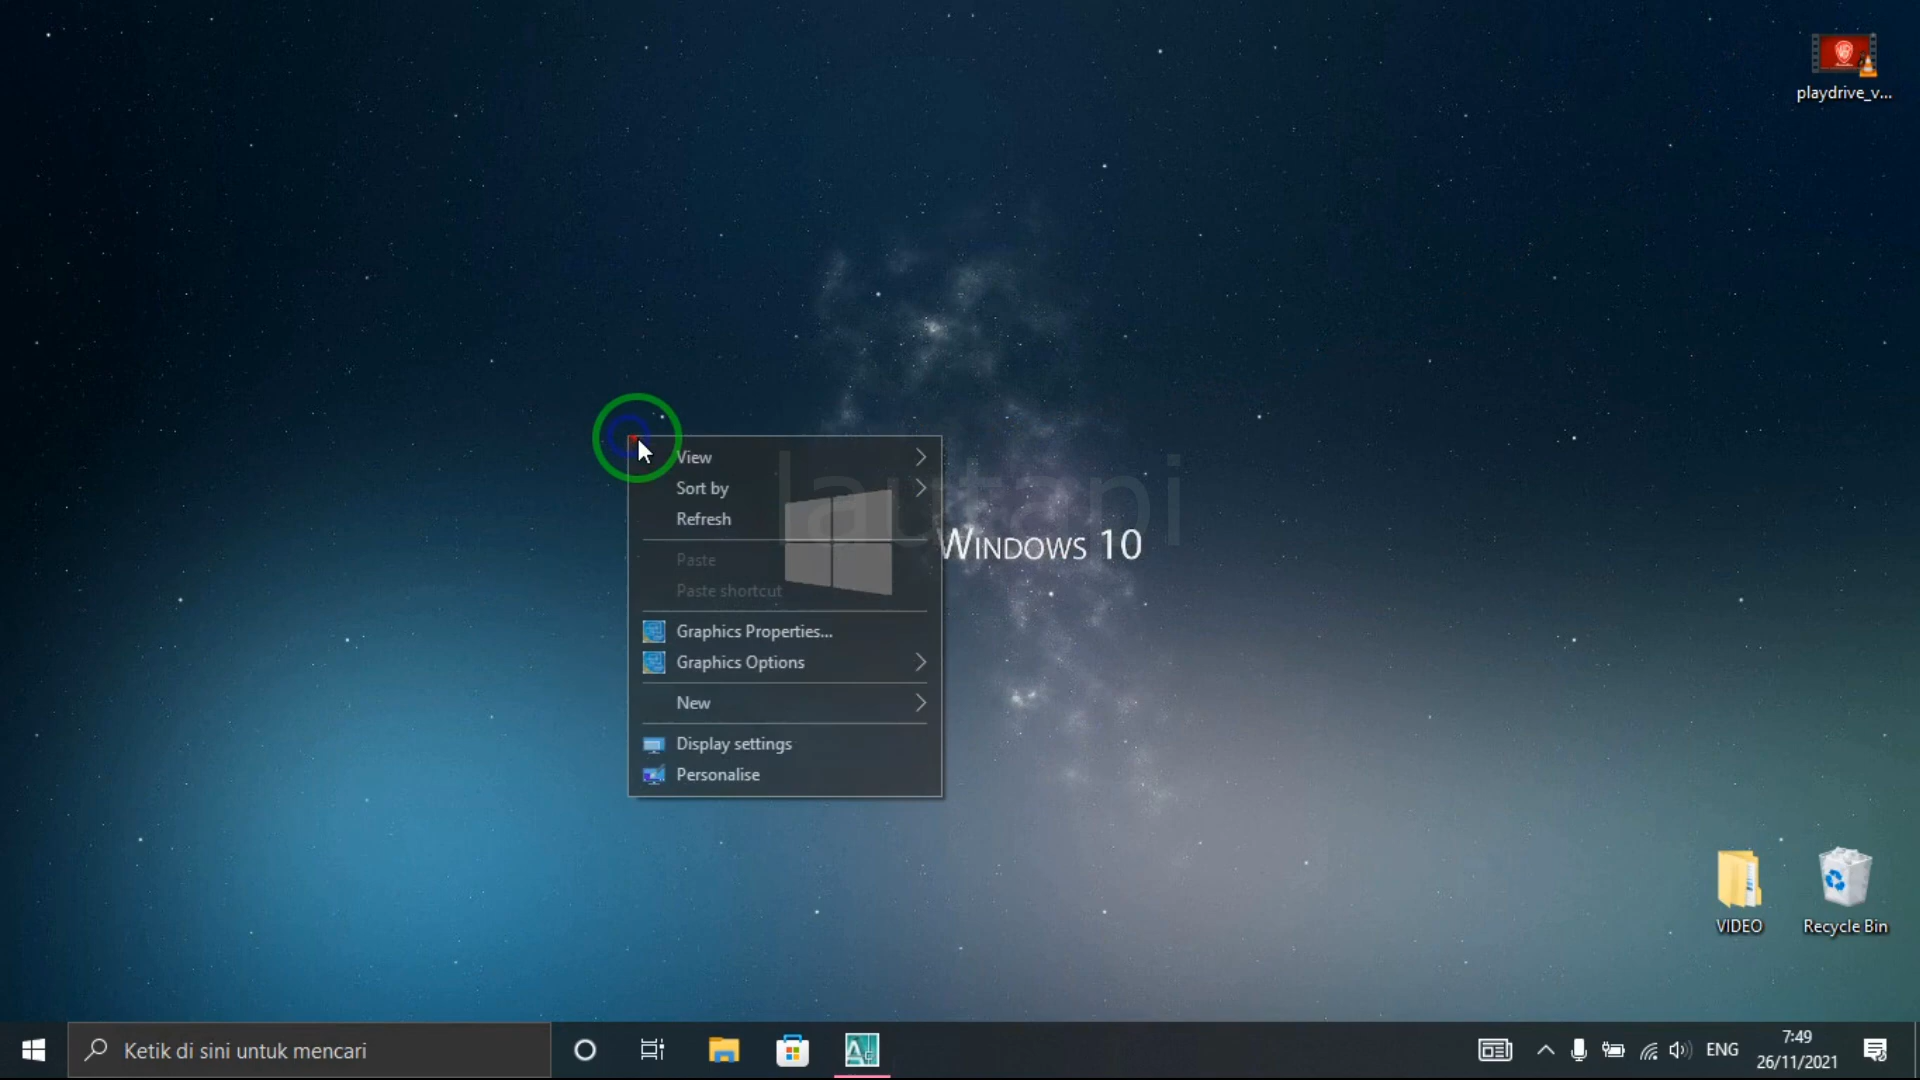 playdrive_v...
View
Sort by
Refresh
Paste
Paste shortcut
Graphics Properties...
Graphics Options
New
Display settings
Personalise
lautapi
Windows 10
VIDEO
Recycle Bin
Ketik di sini untuk mencari
ENG
7:49
26/11/2021